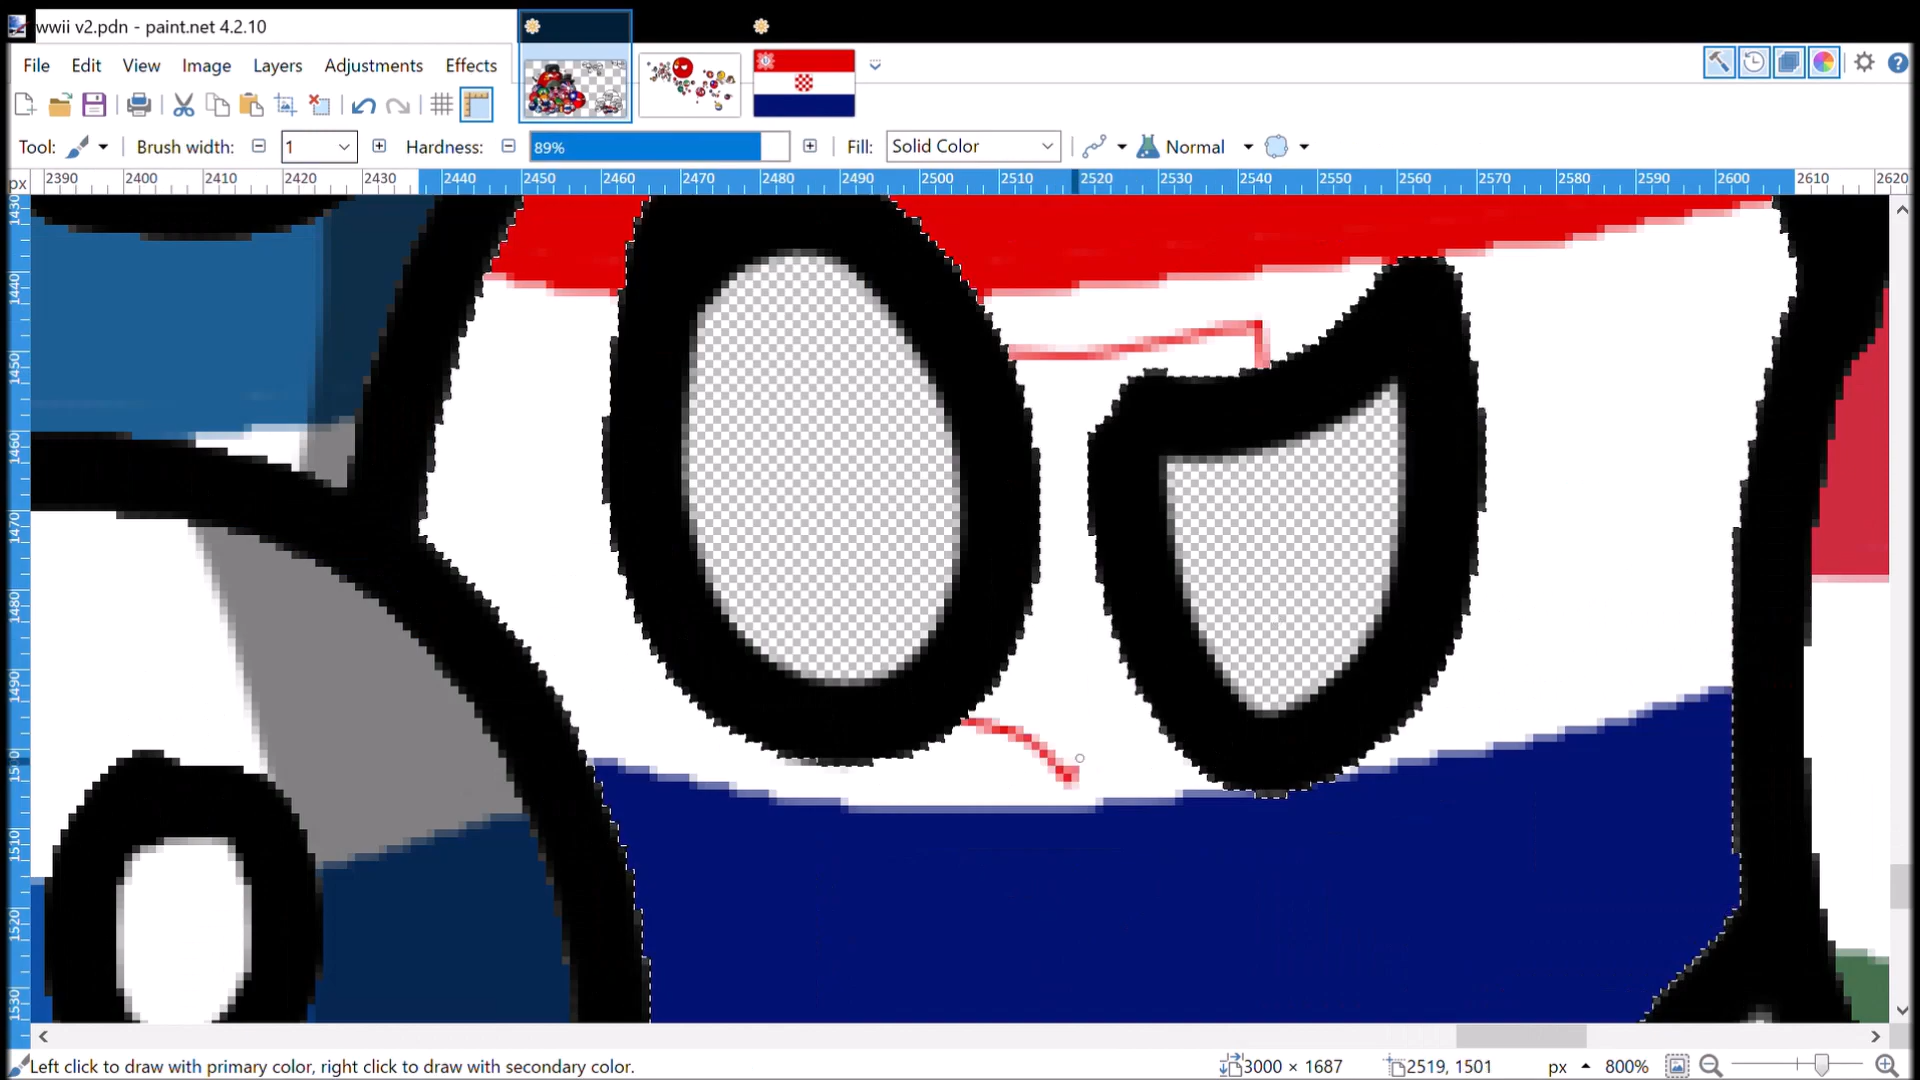 wwii v2.pdn - paint.net 4.2.10
File Edit View Image Layers Adjustments Effects
Tool: Brush width: 1 Hardness: 89% Fill: Solid Color Normal
px 2390 2400 2410 2420 2430 2440 2450 2460 2470 2480 2490 2500 2510 2520 2530 2540 2550 2560 2570 2580 2590 2600 2610 2620
1430
1440
1450
1460
1470
1480
1490
1500
1510
1520
1530
Left click to draw with primary color, right click to draw with secondary color. 3000 × 1687 2519, 1501 px 800%